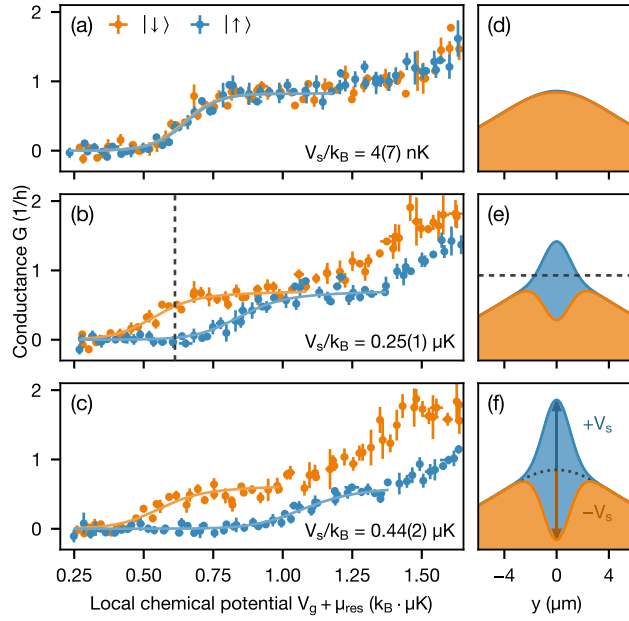 (a) |↓⟩ |↑⟩
(d)
2
1
0
V_s/k_B = 4(7) nK
(b)
(e)
2
1
0
V_s/k_B = 0.25(1) µK
(c)
(f)
2
1
0
V_s/k_B = 0.44(2) µK
+V_s
−V_s
Conductance G (1/h)
0.25 0.50 0.75 1.00 1.25 1.50
−4 0 4
Local chemical potential V_g + µ_res (k_B · µK)
y (µm)